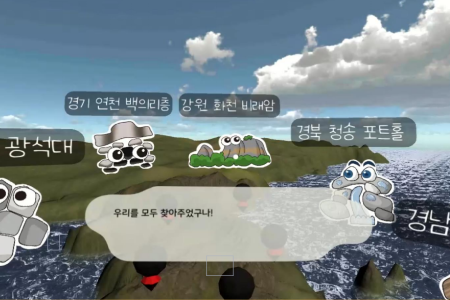 경기 연천 백의리층
강원 화천 비래암
경북 청송 포트홀
광석대
경남
우리를 모두 찾아주었구나!